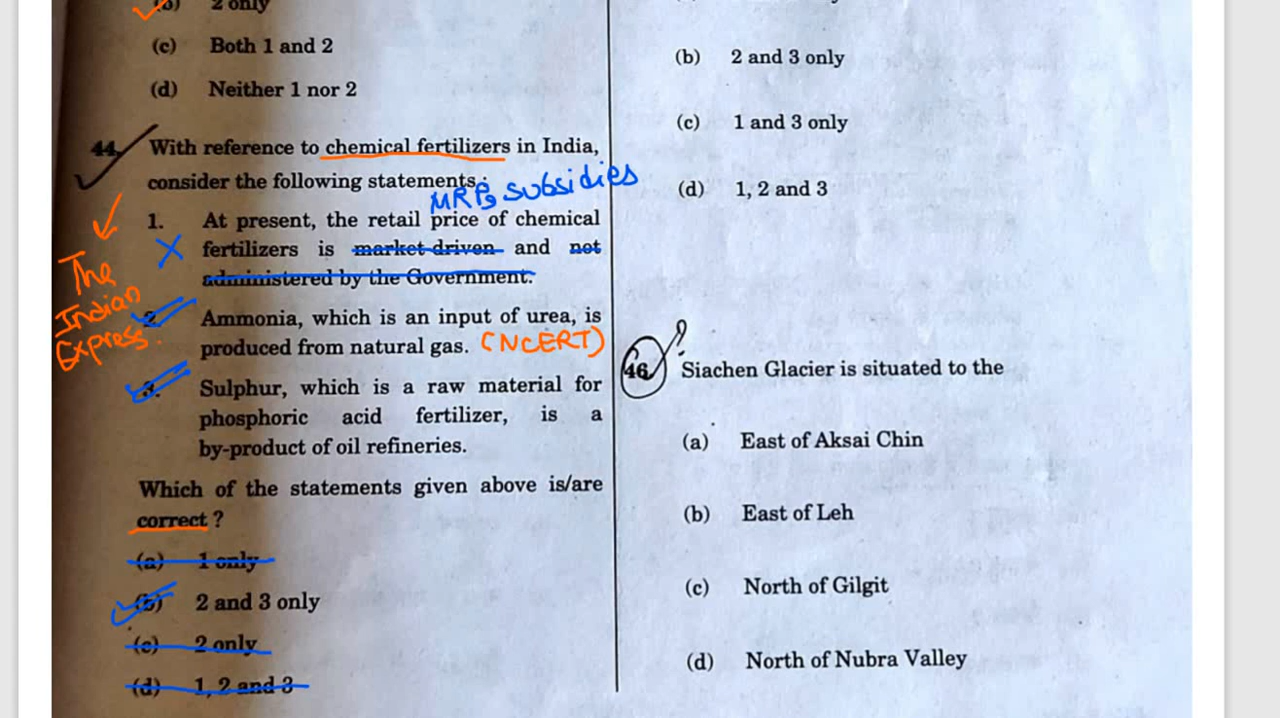 2 only
(c) Both 1 and 2
(d) Neither 1 nor 2
44. With reference to chemical fertilizers in India,
consider the following statements:
MRPs subsidies
1. At present, the retail price of chemical
fertilizers is market-driven and not
administered by the Government.
The
Indian
Express.
2. Ammonia, which is an input of urea, is
produced from natural gas. (NCERT)
3. Sulphur, which is a raw material for
phosphoric acid fertilizer, is a
by-product of oil refineries.
Which of the statements given above is/are
correct ?
(a) 1 only
(b) 2 and 3 only
(c) 2 only
(d) 1, 2 and 3
(b) 2 and 3 only
(c) 1 and 3 only
(d) 1, 2 and 3
?
46. Siachen Glacier is situated to the
(a) East of Aksai Chin
(b) East of Leh
(c) North of Gilgit
(d) North of Nubra Valley